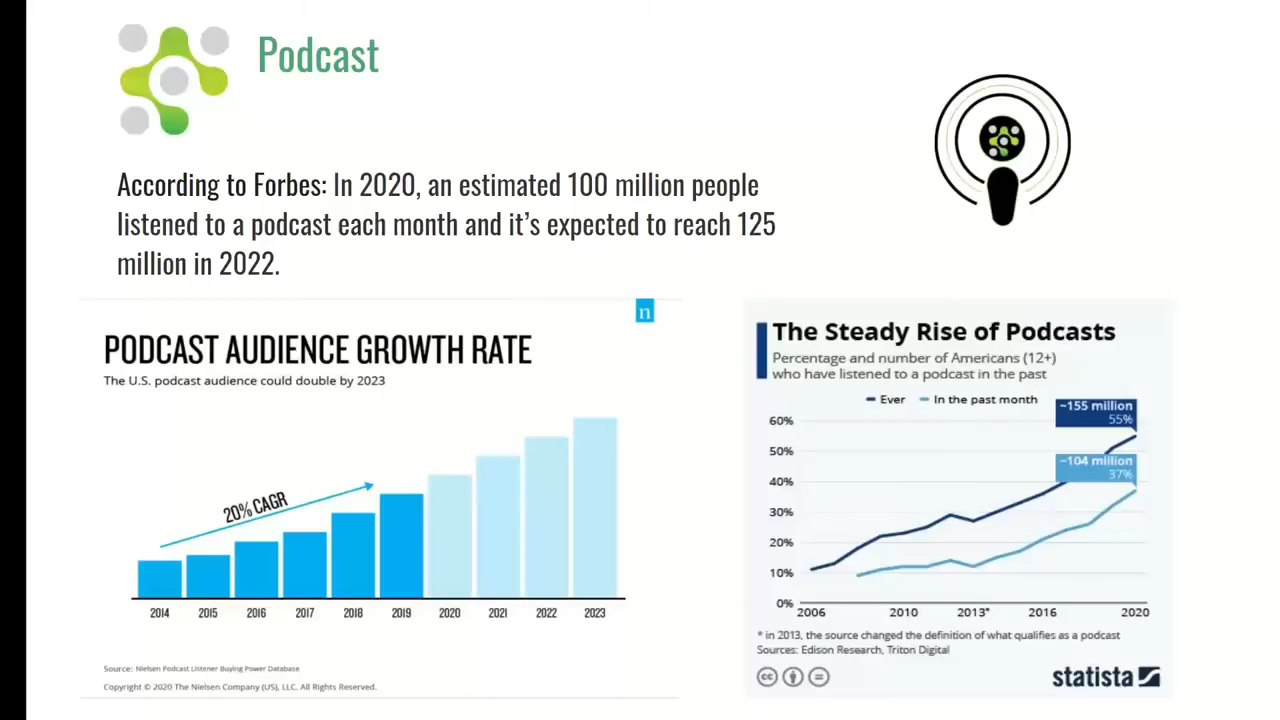 Podcast
According to Forbes: In 2020, an estimated 100 million people
listened to a podcast each month and it's expected to reach 125
million in 2022.
n
PODCAST AUDIENCE GROWTH RATE
The U.S. podcast audience could double by 2023
20% CAGR
2014 2015 2016 2017 2018 2019 2020 2021 2022 2023
Source: Nielsen Podcast Listener Buying Power Database
Copyright © 2020 The Nielsen Company (US), LLC. All Rights Reserved.
The Steady Rise of Podcasts
Percentage and number of Americans (12+)
who have listened to a podcast in the past
Ever In the past month
~155 million
55%
~104 million
37%
60%
50%
40%
30%
20%
10%
0%
2006 2010 2013* 2016 2020
* in 2013, the source changed the definition of what qualifies as a podcast
Sources: Edison Research, Triton Digital
cc
statista